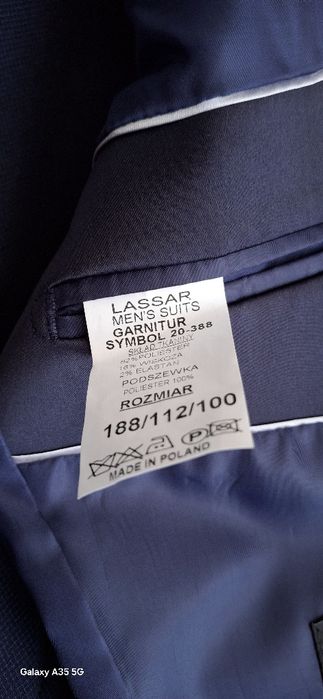 LASSAR
MEN'S SUITS
GARNITUR
SYMBOL 20-388
SKŁAD TKANINY
82% POLIESTER
16% WISKOZA
2% ELASTAN
PODSZEWKA
POLIESTER 100%
ROZMIAR
188/112/100
P
MADE IN POLAND
Galaxy A35 5G